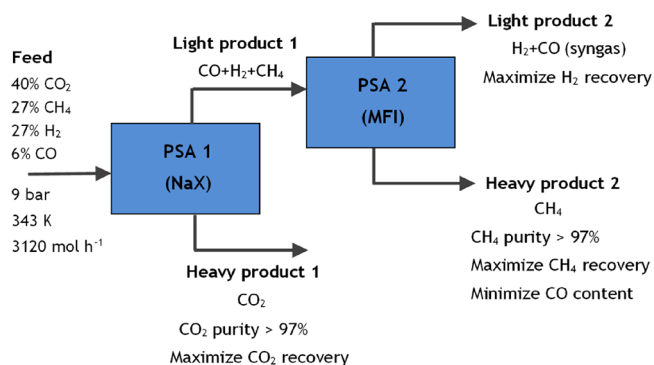 Feed
40% CO₂
27% CH₄
27% H₂
6% CO
9 bar
343 K
3120 mol h⁻¹
PSA 1
(NaX)
Light product 1
CO+H₂+CH₄
Heavy product 1
CO₂
CO₂ purity > 97%
Maximize CO₂ recovery
PSA 2
(MFI)
Light product 2
H₂+CO (syngas)
Maximize H₂ recovery
Heavy product 2
CH₄
CH₄ purity > 97%
Maximize CH₄ recovery
Minimize CO content